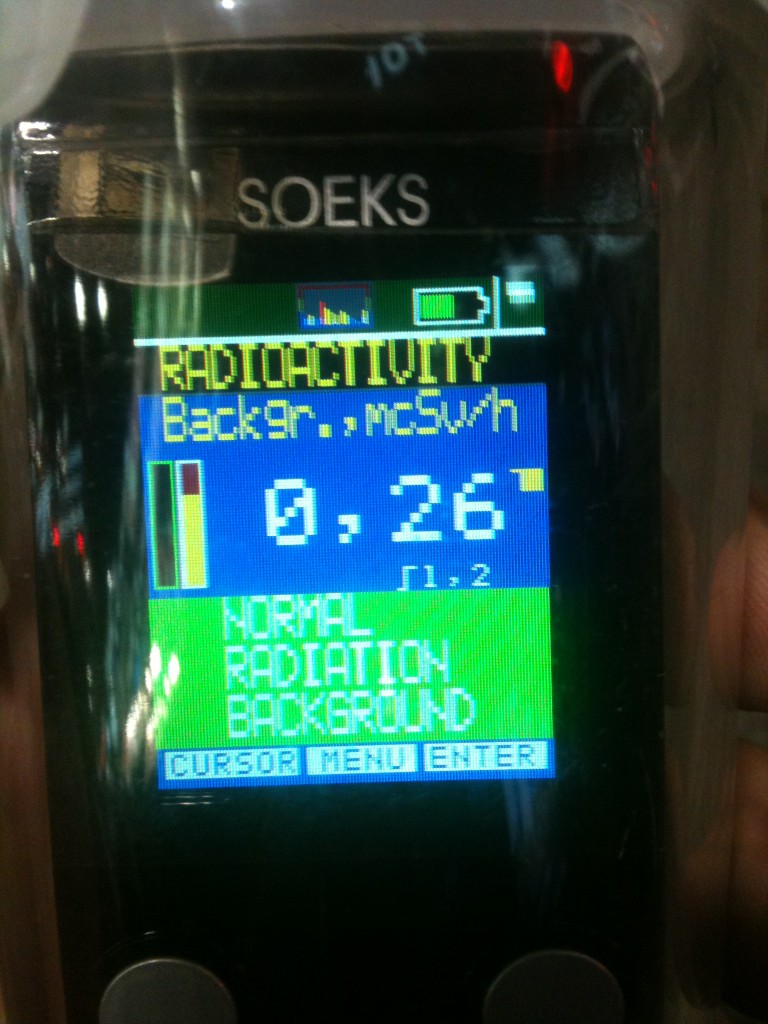 SOEKS
RADIOACTIVITY
Backgr.,mcSv/h
0,26
1,2
NORMAL
RADIATION
BACKGROUND
CURSOR MENU ENTER